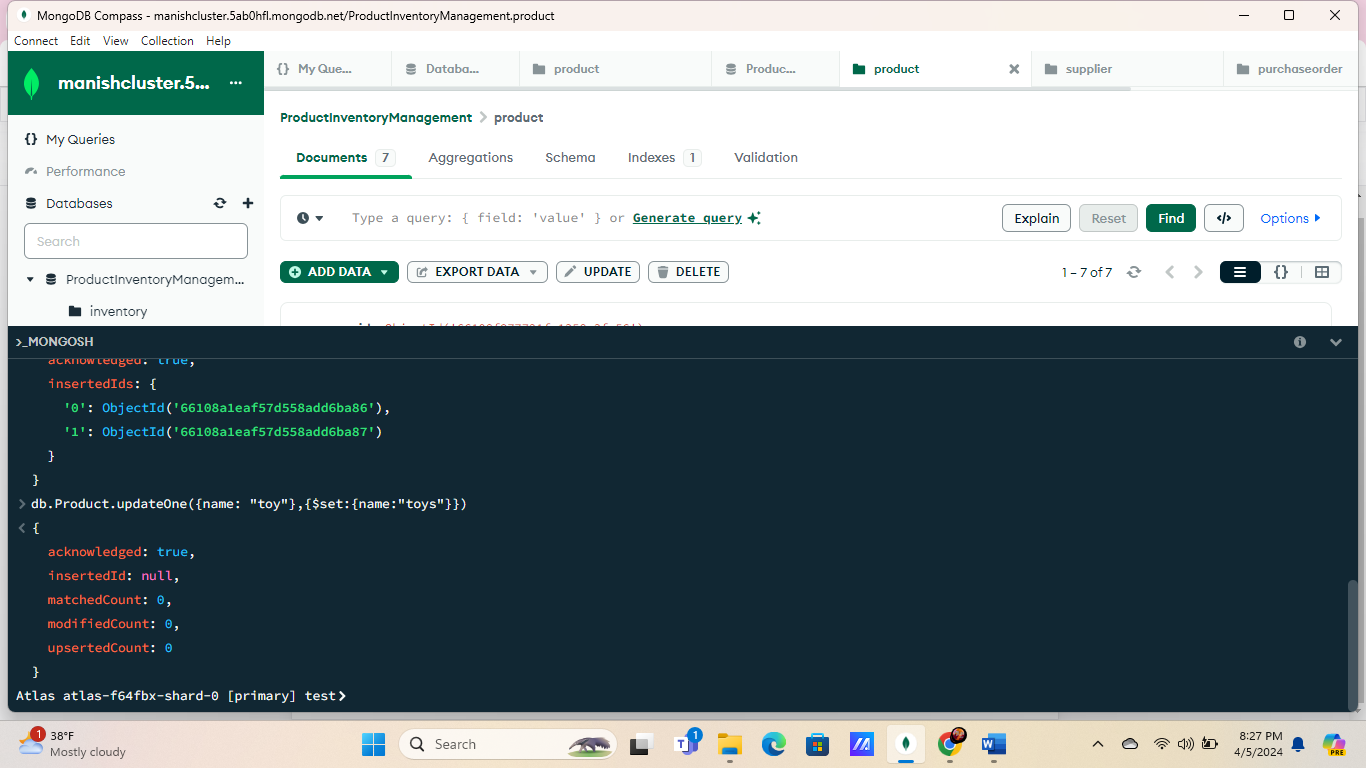 MongoDB Compass - manishcluster.5ab0hfl.mongodb.net/ProductInventoryManagement.product
Connect Edit View Collection Help
manishcluster.5... ...
{} My Que... Databa... product Produc... product supplier purchaseorder
ProductInventoryManagement > product
{} My Queries
Performance
Databases
Search
ProductInventoryManagem...
inventory
Documents 7 Aggregations Schema Indexes 1 Validation
Type a query: { field: 'value' } or Generate query Explain Reset Find </> Options
ADD DATA EXPORT DATA UPDATE DELETE 1 – 7 of 7 {}
>_MONGOSH
acknowledged: true,
insertedIds: {
'0': ObjectId('66108a1eaf57d558add6ba86'),
'1': ObjectId('66108a1eaf57d558add6ba87')
}
}
> db.Product.updateOne({name: "toy"},{$set:{name:"toys"}})
< {
acknowledged: true,
insertedId: null,
matchedCount: 0,
modifiedCount: 0,
upsertedCount: 0
}
Atlas atlas-f64fbx-shard-0 [primary] test>
1 38°F
Mostly cloudy
Search
1
8:27 PM
4/5/2024
PRE